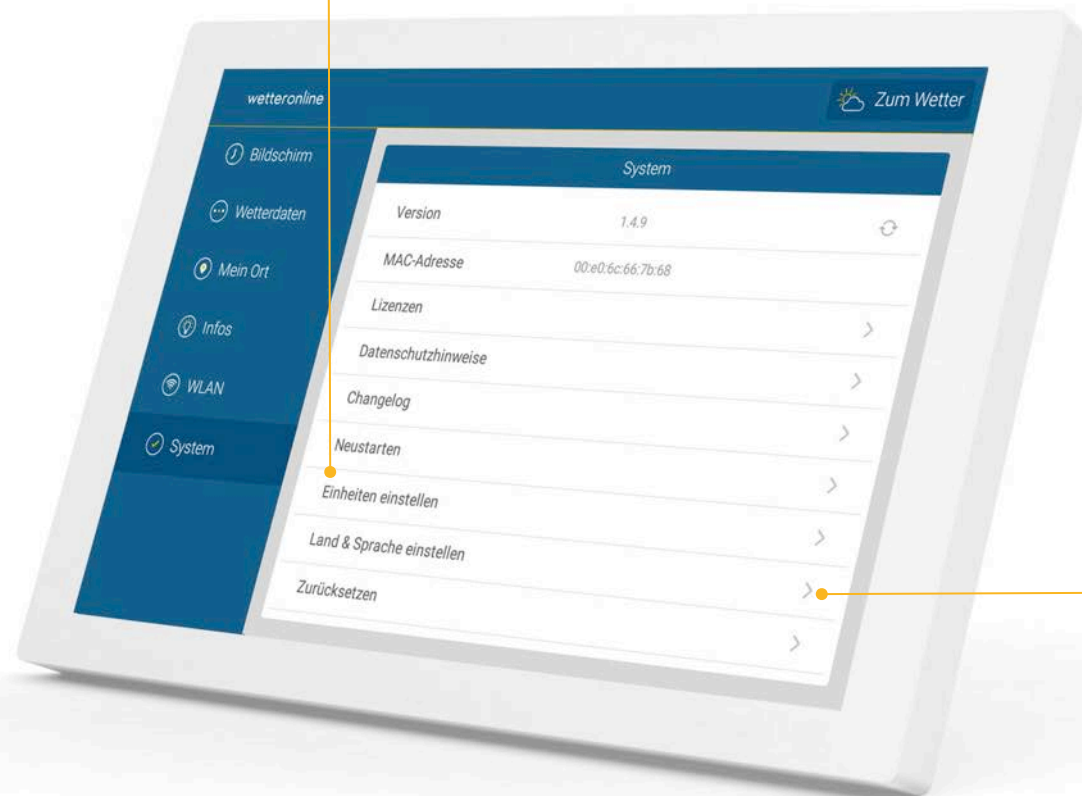 wetteronline
Zum Wetter
Bildschirm
Wetterdaten
Mein Ort
Infos
WLAN
System
System
Version 1.4.9
MAC-Adresse 00:e0:6c:66:7b:68
Lizenzen
Datenschutzhinweise
Changelog
Neustarten
Einheiten einstellen
Land & Sprache einstellen
Zurücksetzen